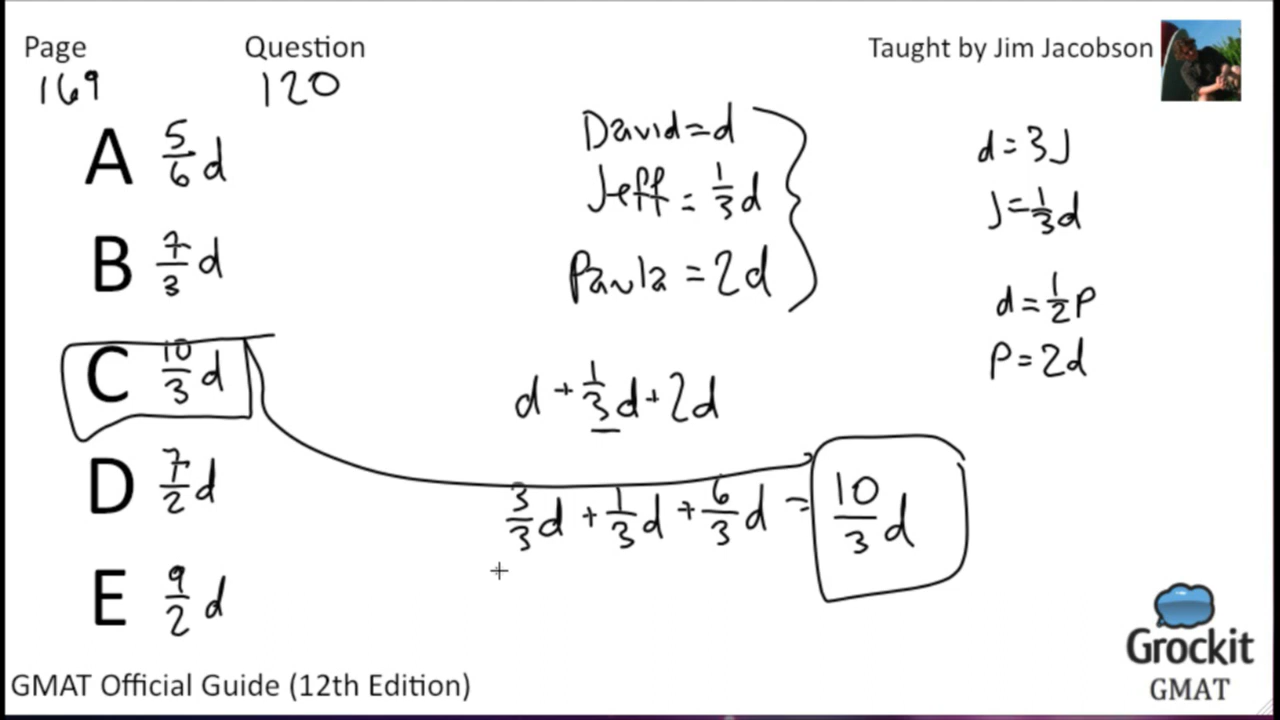 Page Question Taught by Jim Jacobson
169 120
A 5/6 d
B 7/3 d
C 10/3 d
D 7/2 d
E 9/2 d
David = d
Jeff = 1/3 d
Paula = 2d
d = 3J
J = 1/3 d
d = 1/2 P
P = 2d
d + 1/3 d + 2d
3/3 d + 1/3 d + 6/3 d = 10/3 d
GMAT Official Guide (12th Edition)
Grockit
GMAT